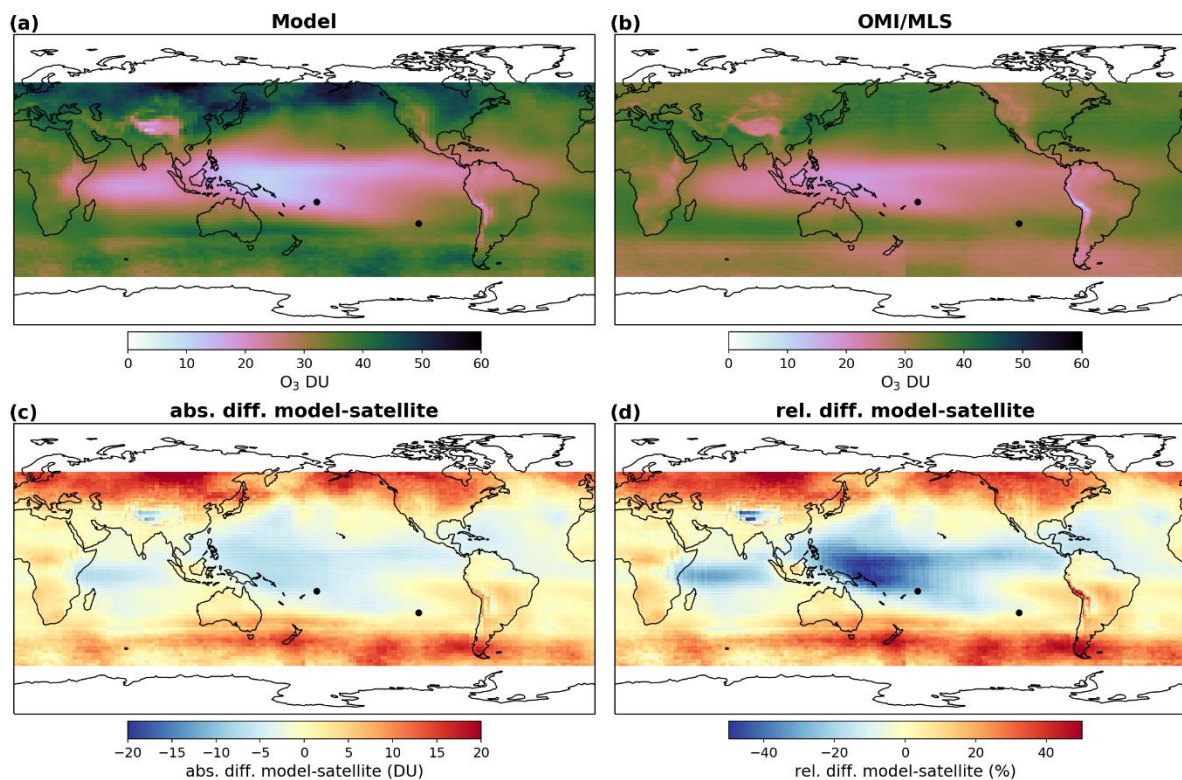 (a) Model
(b) OMI/MLS
0 10 20 30 40 50 60
O₃ DU
0 10 20 30 40 50 60
O₃ DU
(c) abs. diff. model-satellite
(d) rel. diff. model-satellite
−20 −15 −10 −5 0 5 10 15 20
abs. diff. model-satellite (DU)
−40 −20 0 20 40
rel. diff. model-satellite (%)